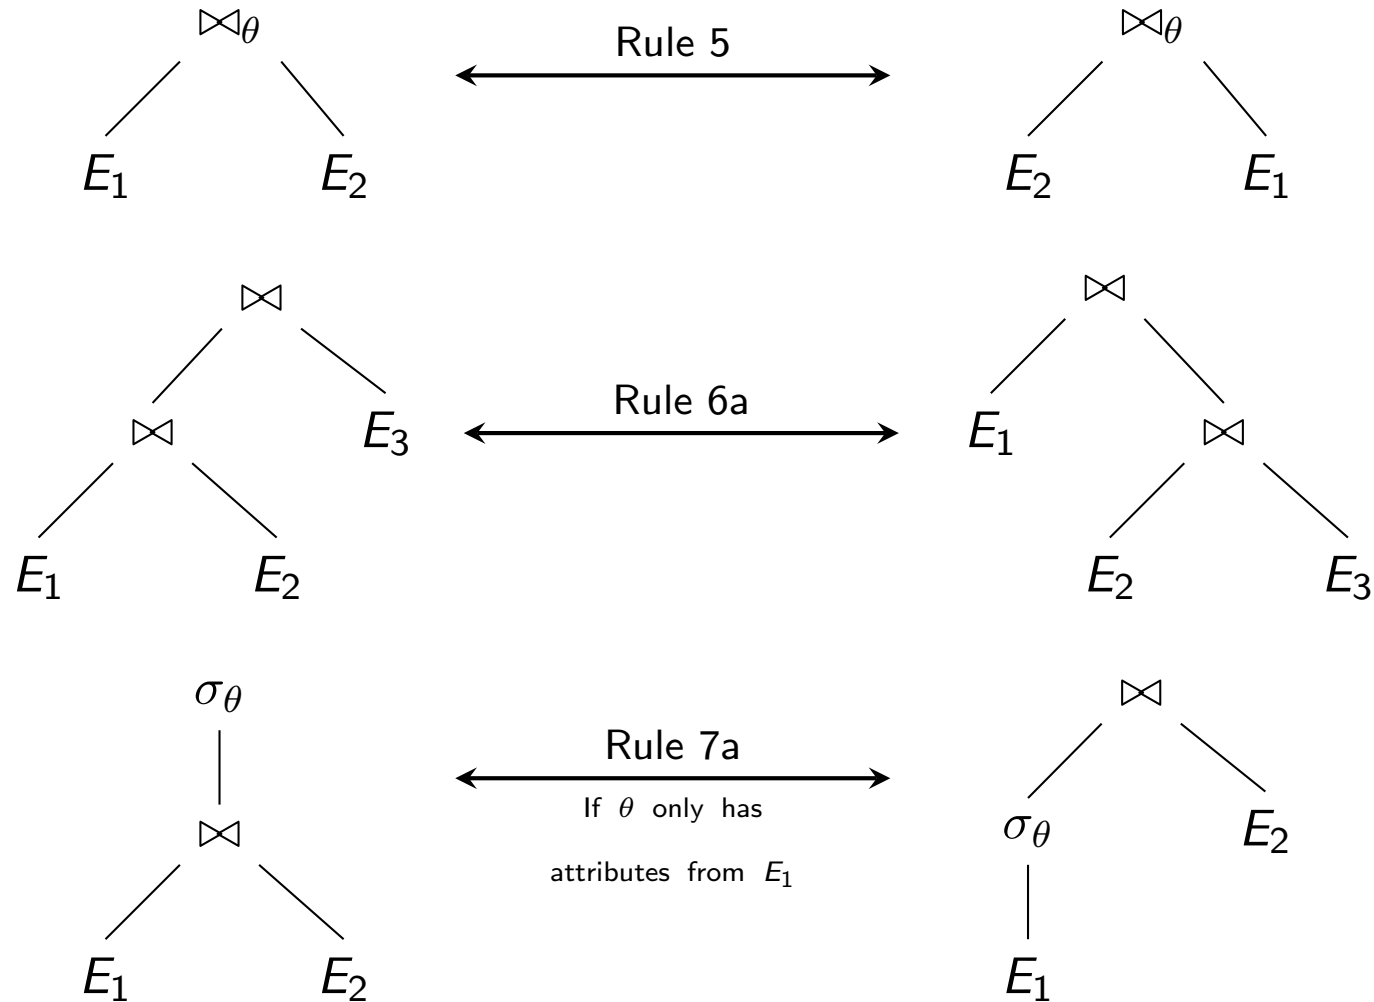 ⋈θ Rule 5 ⋈θ
E1 E2 E2 E1
⋈ ⋈
Rule 6a
⋈ E3 E1 ⋈
E1 E2 E2 E3
σθ ⋈
Rule 7a
If θ only has
⋈ σθ E2
attributes from E1
E1 E2 E1